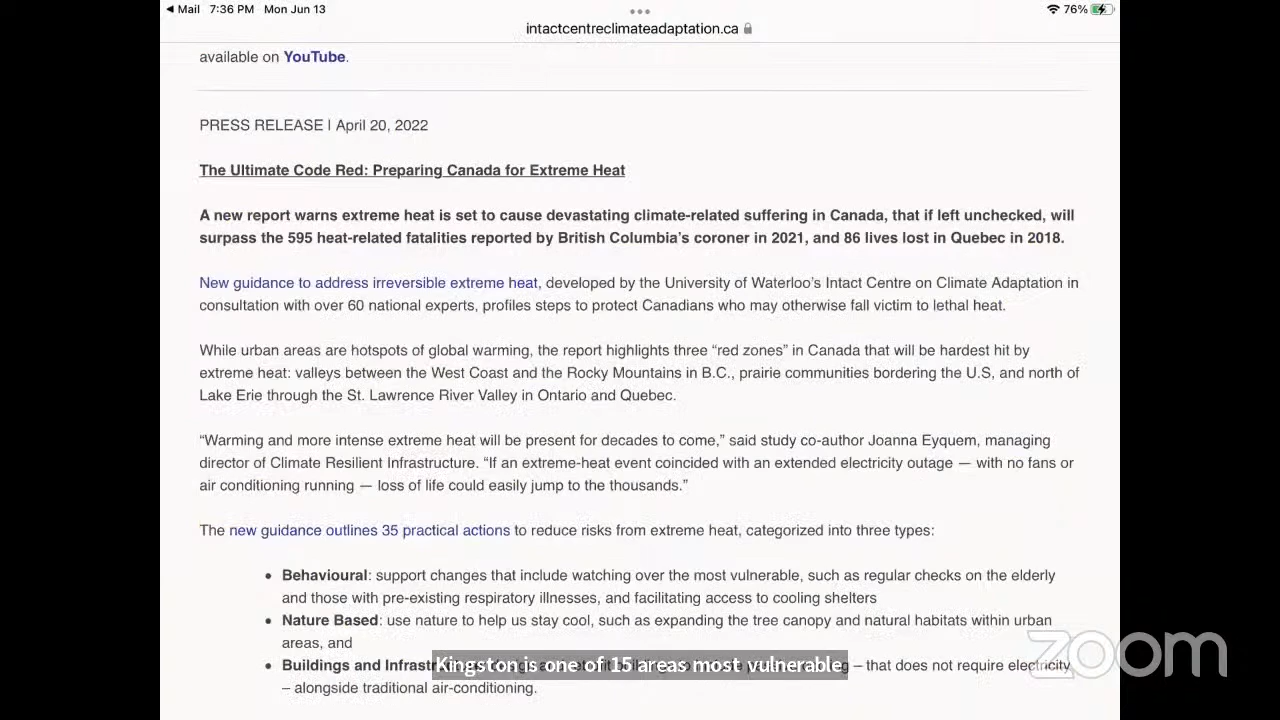 Mail 7:36 PM Mon Jun 13
76%
intactcentreclimateadaptation.ca
available on YouTube.
PRESS RELEASE | April 20, 2022
The Ultimate Code Red: Preparing Canada for Extreme Heat
A new report warns extreme heat is set to cause devastating climate-related suffering in Canada, that if left unchecked, will
surpass the 595 heat-related fatalities reported by British Columbia’s coroner in 2021, and 86 lives lost in Quebec in 2018.
New guidance to address irreversible extreme heat, developed by the University of Waterloo’s Intact Centre on Climate Adaptation in
consultation with over 60 national experts, profiles steps to protect Canadians who may otherwise fall victim to lethal heat.
While urban areas are hotspots of global warming, the report highlights three “red zones” in Canada that will be hardest hit by
extreme heat: valleys between the West Coast and the Rocky Mountains in B.C., prairie communities bordering the U.S, and north of
Lake Erie through the St. Lawrence River Valley in Ontario and Quebec.
“Warming and more intense extreme heat will be present for decades to come,” said study co-author Joanna Eyquem, managing
director of Climate Resilient Infrastructure. “If an extreme-heat event coincided with an extended electricity outage — with no fans or
air conditioning running — loss of life could easily jump to the thousands.”
The new guidance outlines 35 practical actions to reduce risks from extreme heat, categorized into three types:
• Behavioural: support changes that include watching over the most vulnerable, such as regular checks on the elderly
and those with pre-existing respiratory illnesses, and facilitating access to cooling shelters
• Nature Based: use nature to help us stay cool, such as expanding the tree canopy and natural habitats within urban
areas, and
• Buildings and – that does not require electricity
– alongside traditional air-conditioning.
Kingston is one of 15 areas most vulnerable
zoom